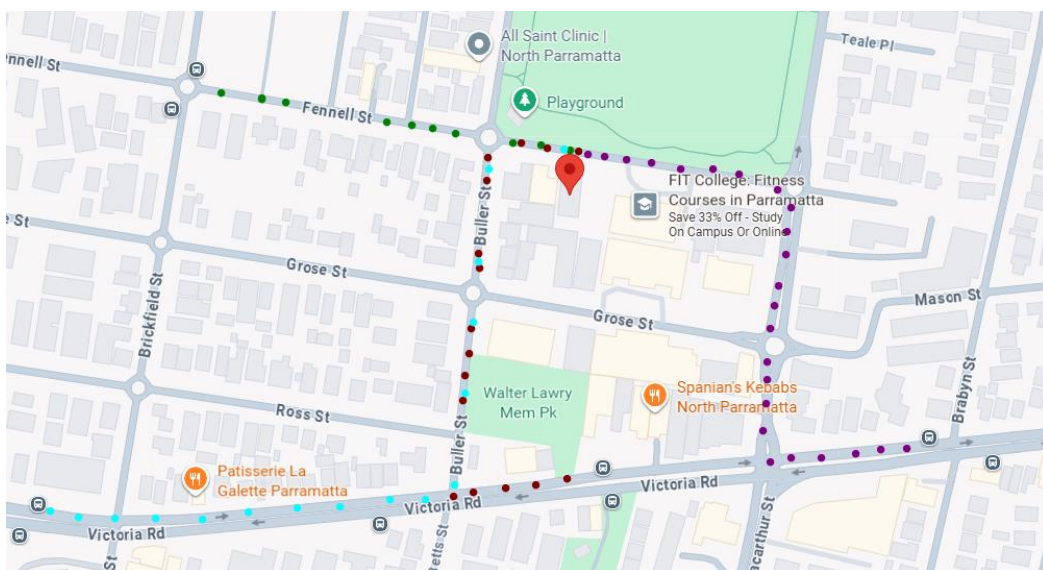 All Saint Clinic |
North Parramatta
Teale Pl
nnell St
Fennell St
Playground
FIT College: Fitness
Courses in Parramatta
Save 33% Off - Study
On Campus Or Online
Buller St
e St
Grose St
Mason St
Grose St
Brickfield St
Walter Lawry
Mem Pk
Spanian's Kebabs
North Parramatta
Brabyn St
Ross St
Buller St
Patisserie La
Galette Parramatta
Victoria Rd
Victoria Rd
Victoria Rd
St
etts St
acarthur St